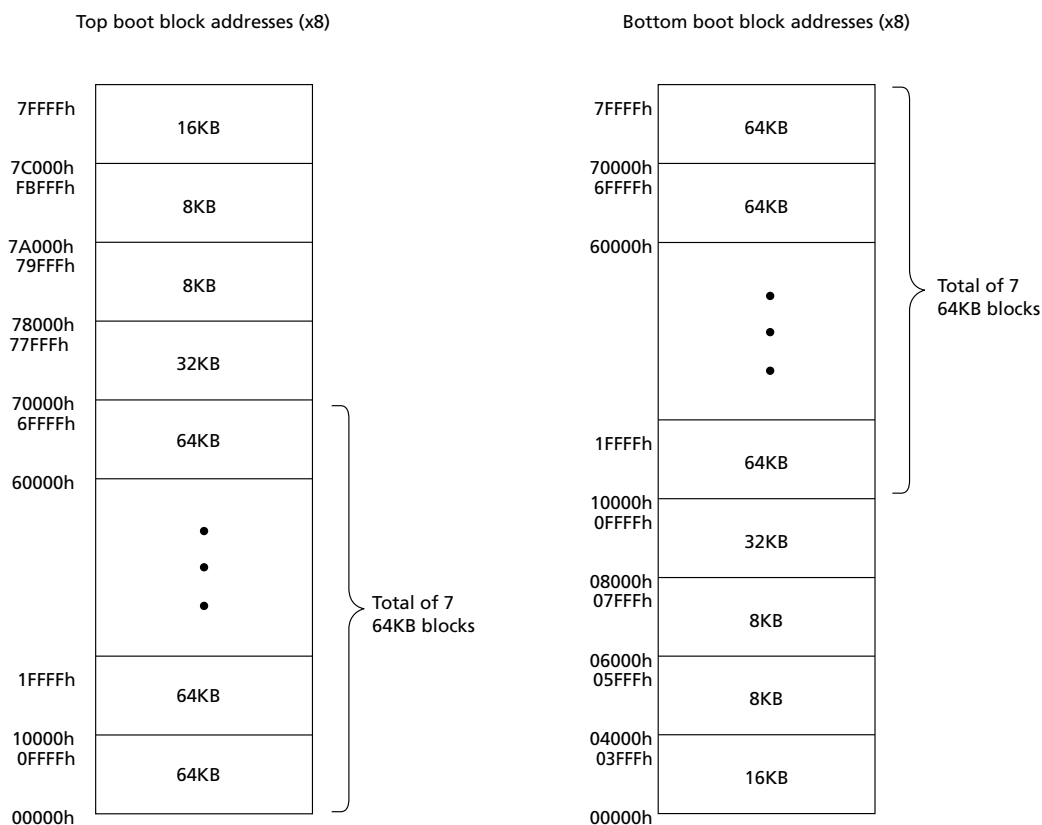 Top boot block addresses (x8)
7FFFFh
16KB
7C000h
FBFFFh
8KB
7A000h
79FFFh
8KB
78000h
77FFFh
32KB
70000h
6FFFFh
64KB
60000h
Total of 7
64KB blocks
1FFFFh
64KB
10000h
0FFFFh
64KB
00000h
Bottom boot block addresses (x8)
7FFFFh
64KB
70000h
6FFFFh
64KB
60000h
Total of 7
64KB blocks
1FFFFh
64KB
10000h
0FFFFh
32KB
08000h
07FFFh
8KB
06000h
05FFFh
8KB
04000h
03FFFh
16KB
00000h